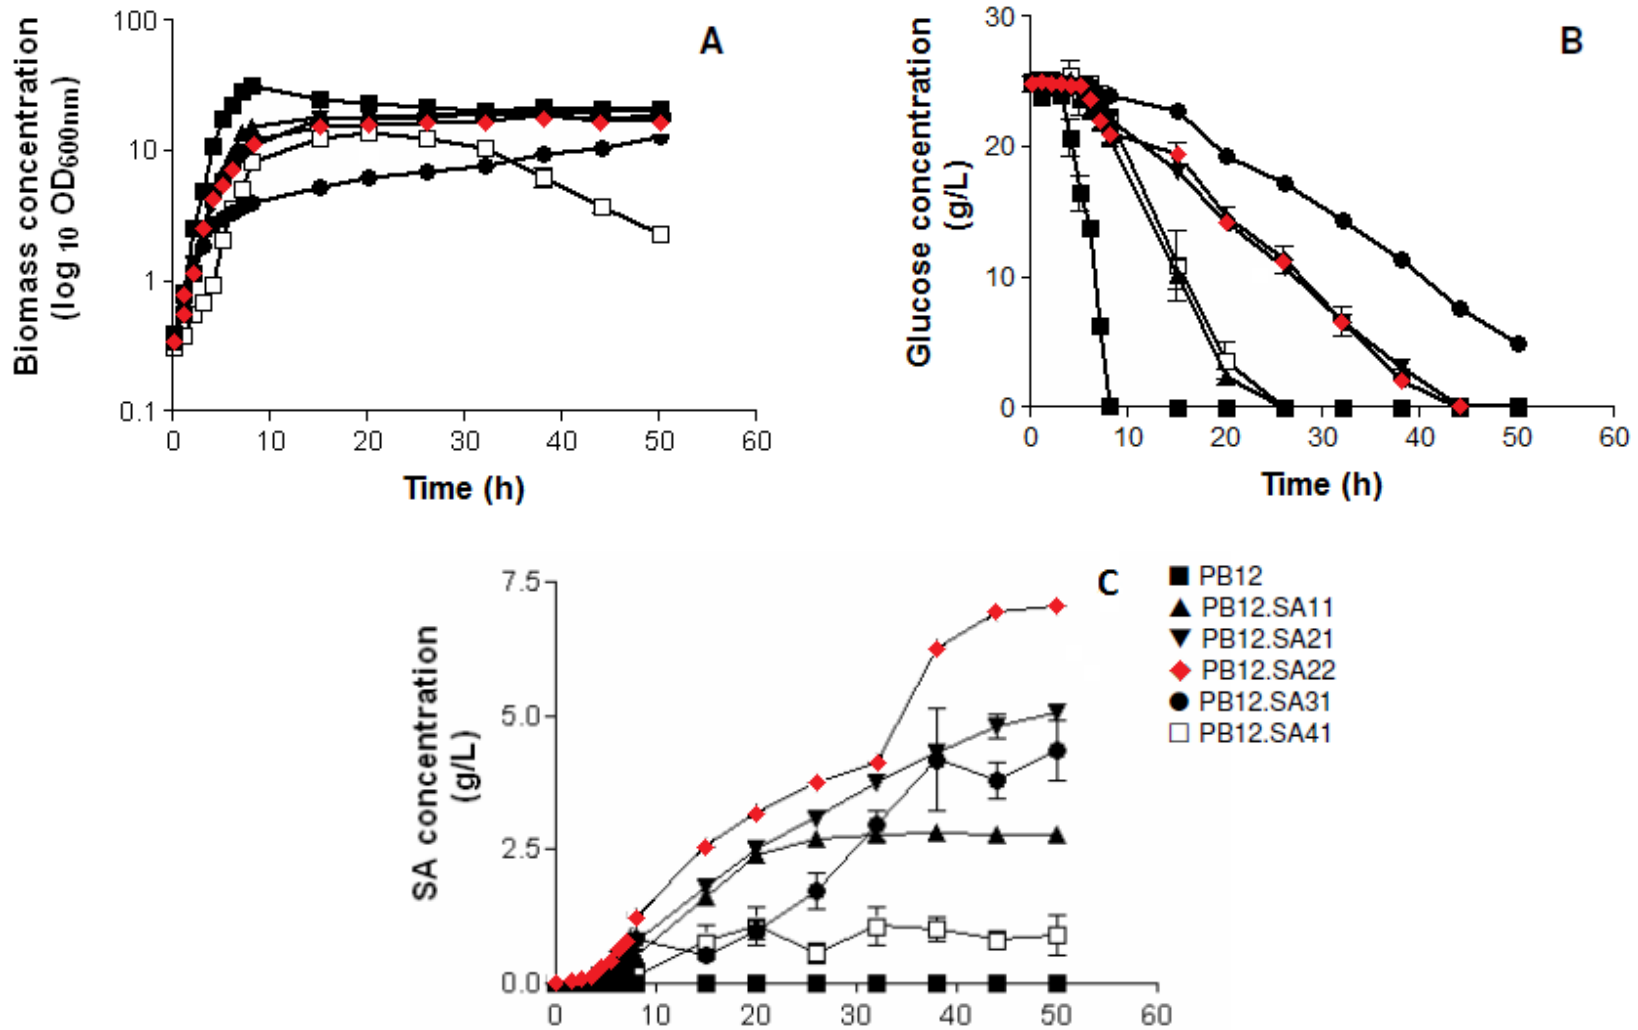 A
Biomass concentration
(log 10 OD600nm)
100
10
1
0.1
0 10 20 30 40 50 60
Time (h)
B
Glucose concentration
(g/L)
30
20
10
0
0 10 20 30 40 50 60
Time (h)
C
SA concentration
(g/L)
7.5
5.0
2.5
0.0
0 10 20 30 40 50 60
PB12
PB12.SA11
PB12.SA21
PB12.SA22
PB12.SA31
PB12.SA41